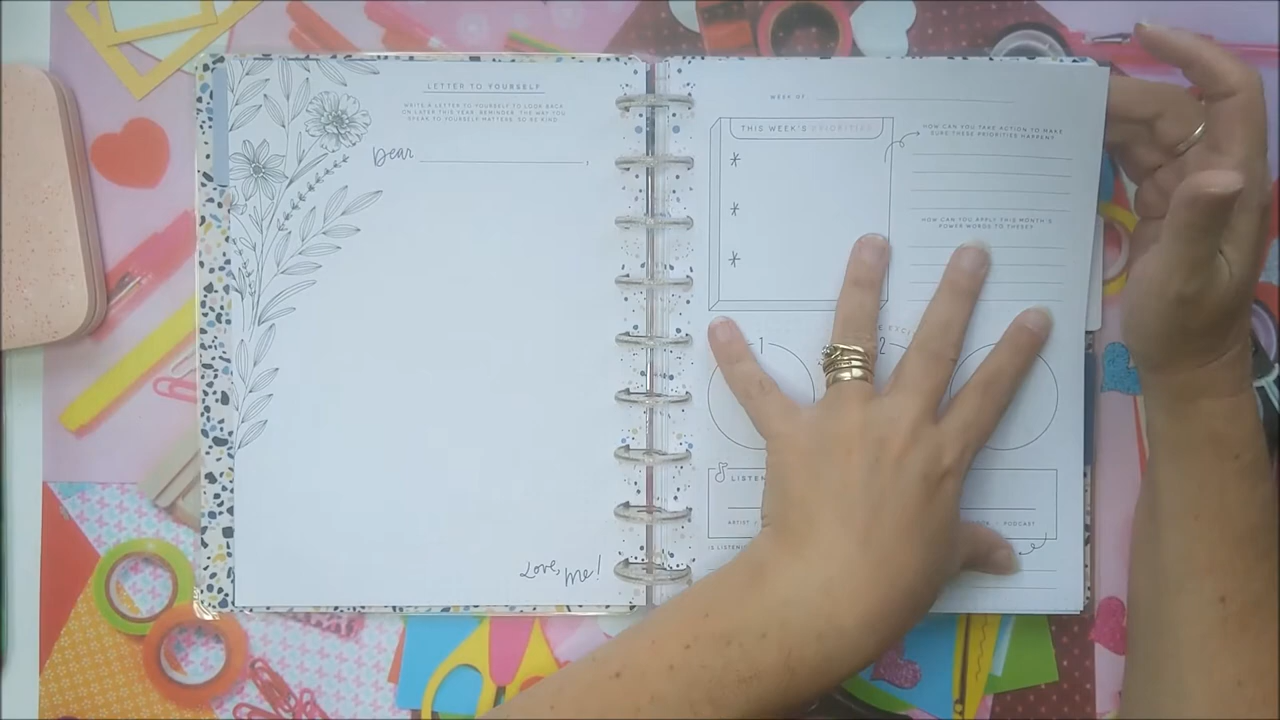 LETTER TO YOURSELF
WRITE A LETTER TO YOURSELF TO LOOK BACK
ON LATER THIS YEAR. REMINDER: THE WAY YOU
SPEAK TO YOURSELF MATTERS, SO BE KIND.
Dear
Love, Me!
WEEK OF
THIS WEEK'S PRIORITIES
HOW CAN YOU TAKE ACTION TO MAKE
SURE THESE PRIORITIES HAPPEN?
HOW CAN YOU APPLY THIS MONTH'S
POWER WORDS TO THESE?
1
2
LISTEN
ARTIST
PODCAST